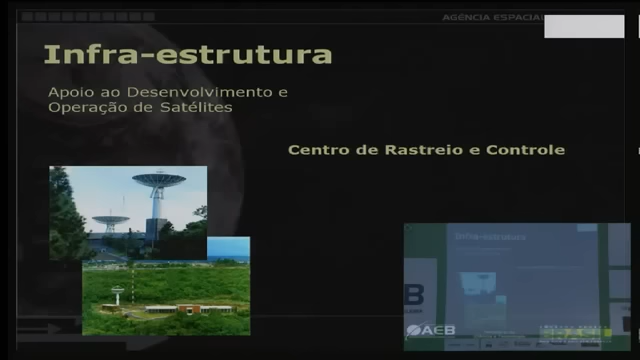 AGÊNCIA ESPACIAL
Infra-estrutura
Apoio ao Desenvolvimento e
Operação de Satélites
Centro de Rastreio e Controle
Infra-estrutura
AEB